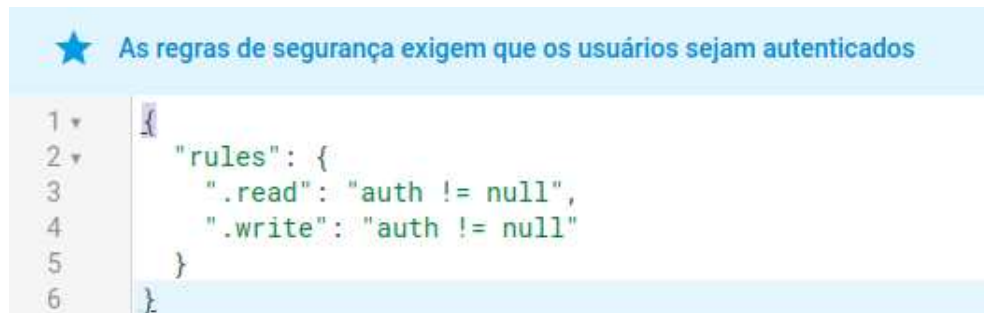 As regras de segurança exigem que os usuários sejam autenticados
1 {
2 "rules": {
3 ".read": "auth != null",
4 ".write": "auth != null"
5 }
6 }